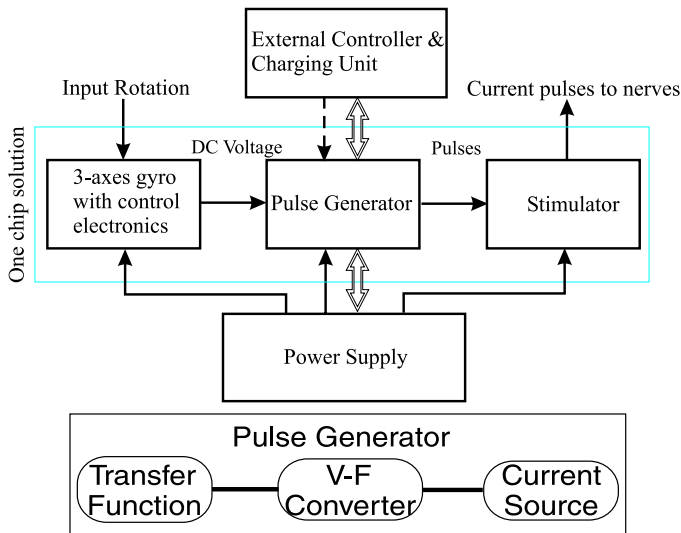 External Controller &
Charging Unit
Input Rotation
Current pulses to nerves
One chip solution
DC Voltage
Pulses
3-axes gyro
with control
electronics
Pulse Generator
Stimulator
Power Supply
Pulse Generator
Transfer
Function
V-F
Converter
Current
Source